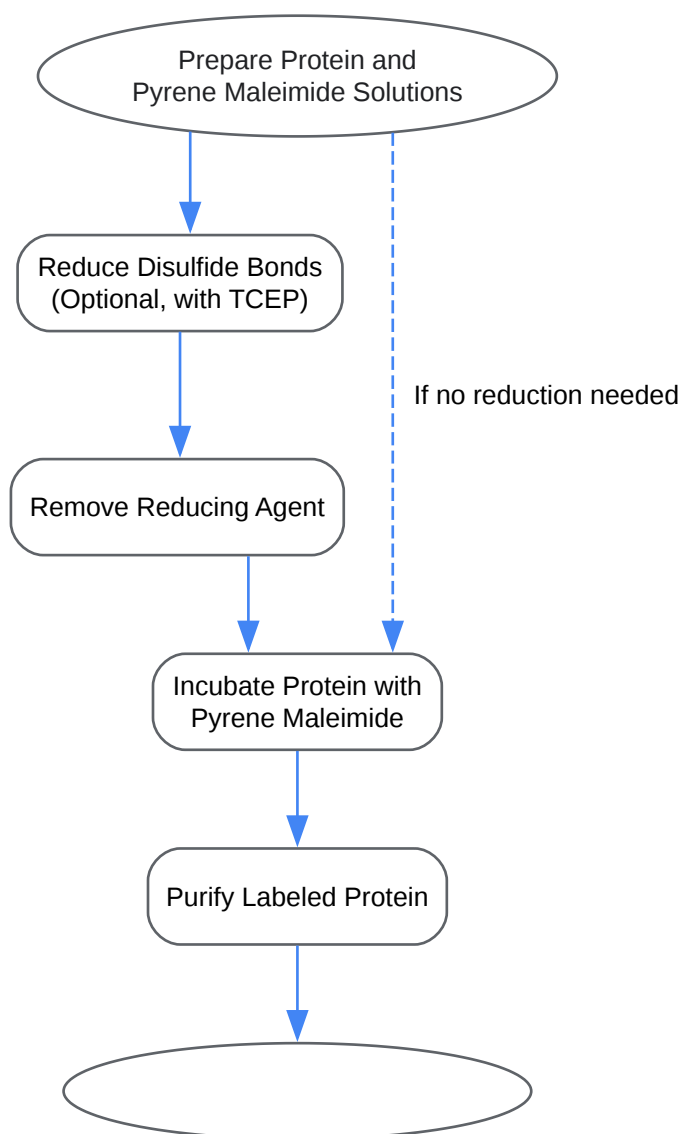 Prepare Protein and
Pyrene Maleimide Solutions
Reduce Disulfide Bonds
(Optional, with TCEP)
If no reduction needed
Remove Reducing Agent
Incubate Protein with
Pyrene Maleimide
Purify Labeled Protein